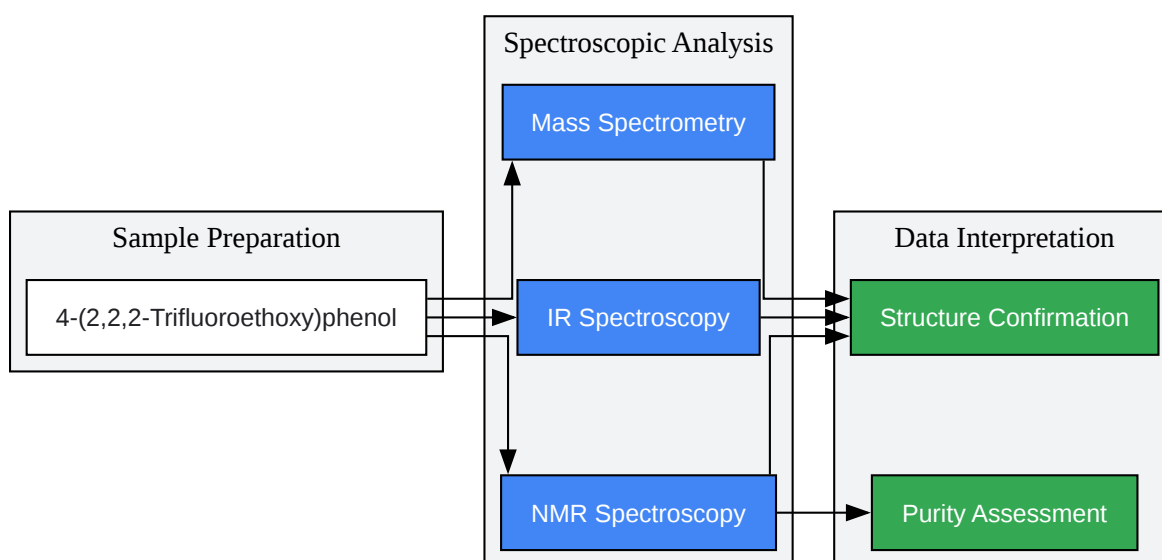 Sample Preparation
4-(2,2,2-Trifluoroethoxy)phenol
Spectroscopic Analysis
Mass Spectrometry
IR Spectroscopy
NMR Spectroscopy
Data Interpretation
Structure Confirmation
Purity Assessment